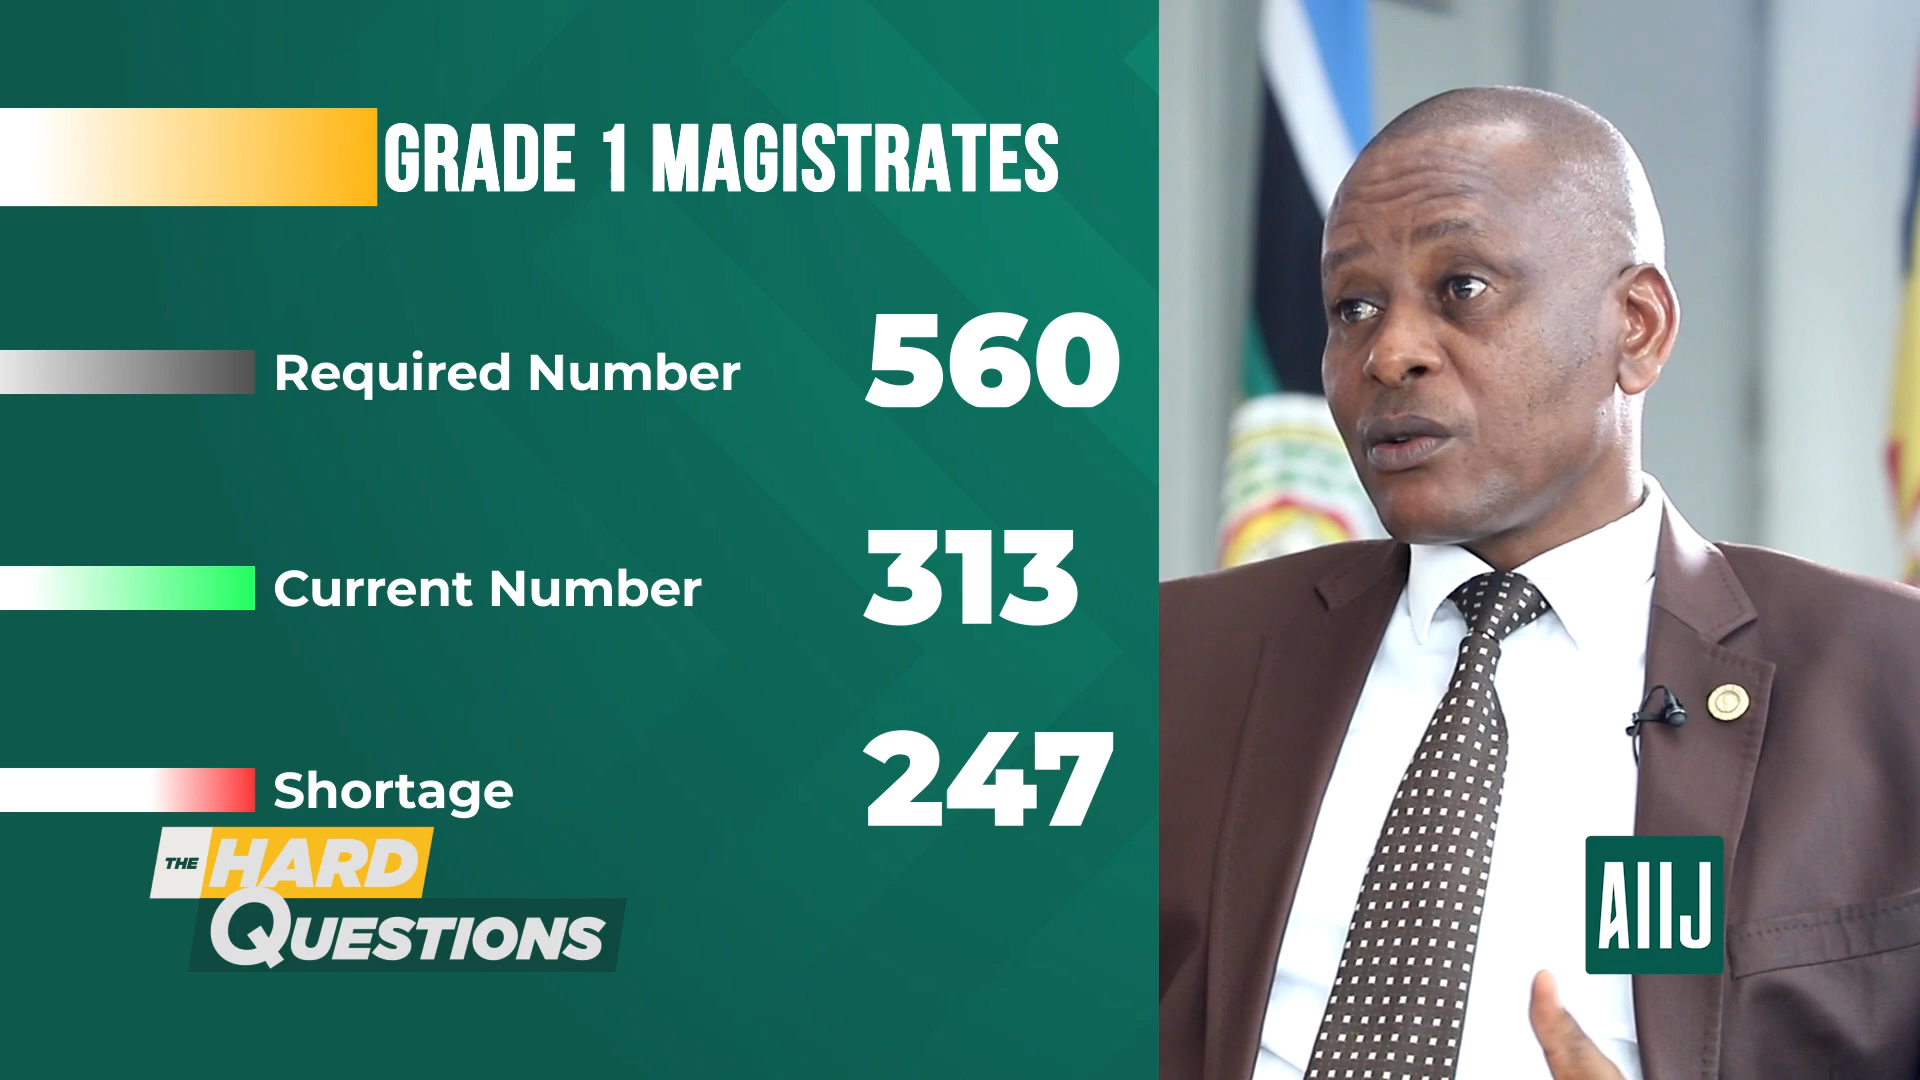 GRADE 1 MAGISTRATES
Required Number 560
Current Number 313
Shortage 247
THE HARD
QUESTIONS
AIIJ